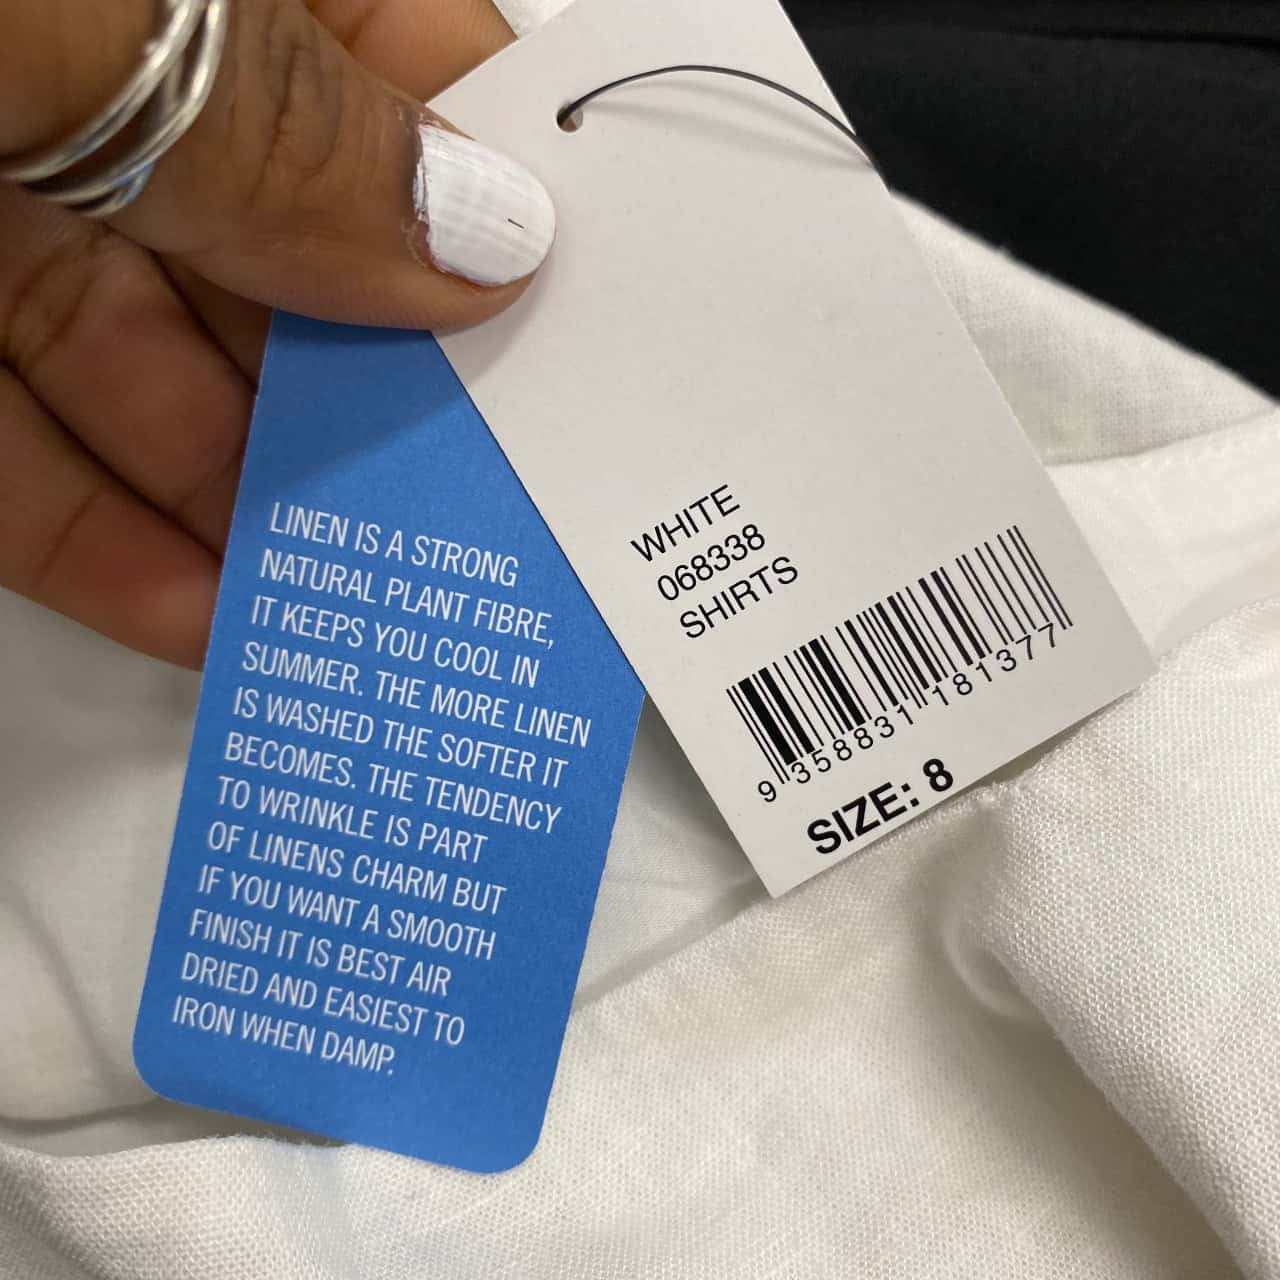 LINEN IS A STRONG
NATURAL PLANT FIBRE,
IT KEEPS YOU COOL IN
SUMMER. THE MORE LINEN
IS WASHED THE SOFTER IT
BECOMES. THE TENDENCY
TO WRINKLE IS PART
OF LINENS CHARM BUT
IF YOU WANT A SMOOTH
FINISH IT IS BEST AIR
DRIED AND EASIEST TO
IRON WHEN DAMP.
WHITE
068338
SHIRTS
9 358831 181377
SIZE: 8